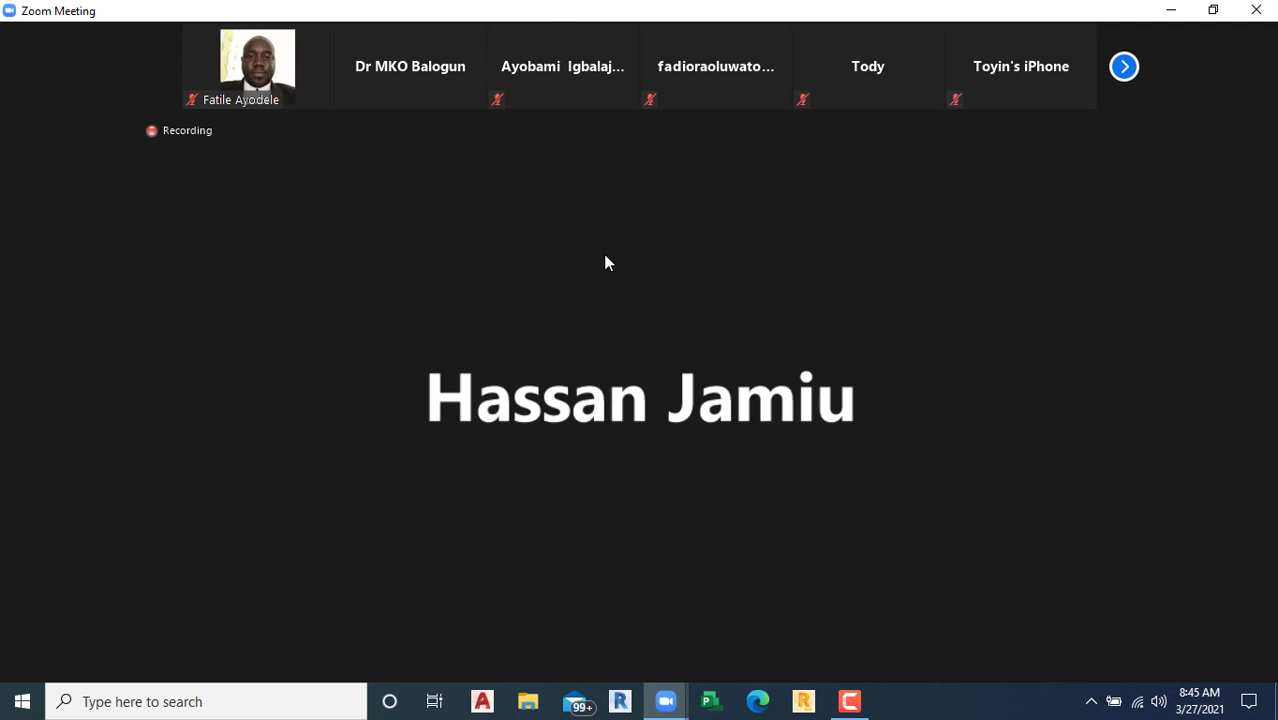 Zoom Meeting
Fatile Ayodele
Dr MKO Balogun
Ayobami Igbalaj...
fadioraoluwato...
Tody
Toyin's iPhone
Recording
Hassan Jamiu
Type here to search
99+
8:45 AM
3/27/2021